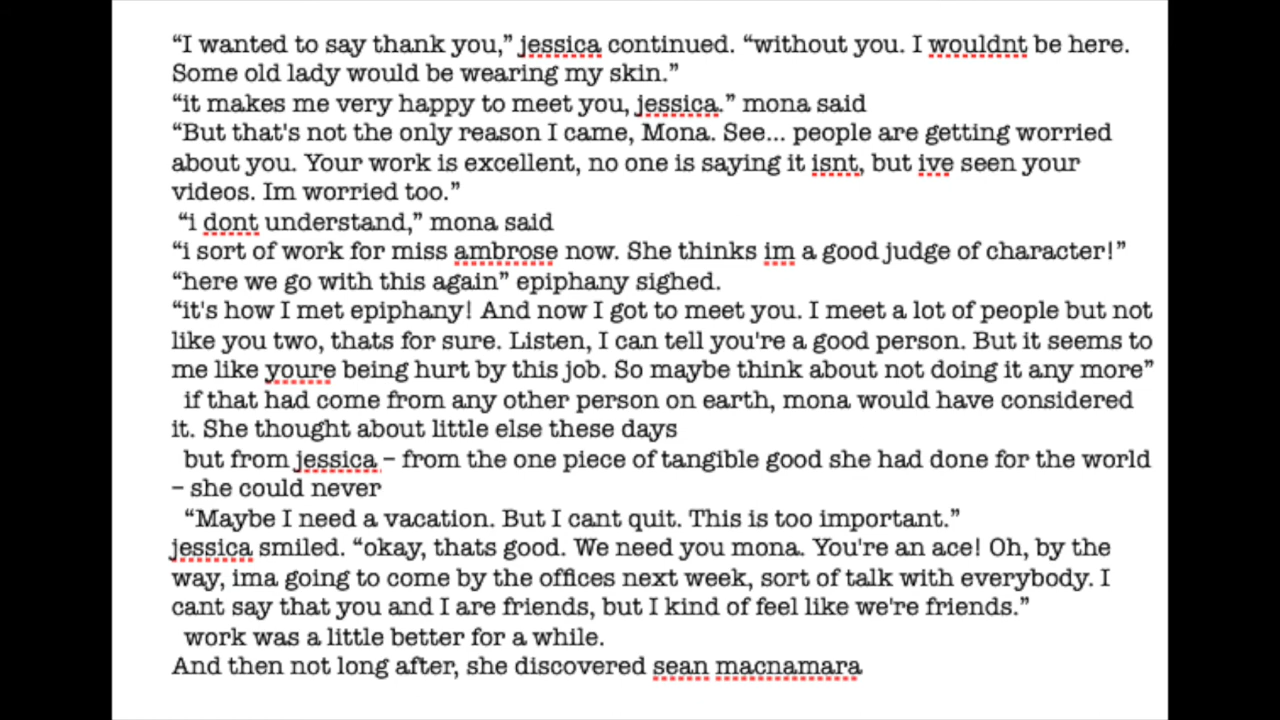 “I wanted to say thank you,” jessica continued. “without you. I wouldnt be here.
Some old lady would be wearing my skin.”
“it makes me very happy to meet you, jessica.” mona said
“But that's not the only reason I came, Mona. See... people are getting worried
about you. Your work is excellent, no one is saying it isnt, but ive seen your
videos. Im worried too.”
“i dont understand,” mona said
“i sort of work for miss ambrose now. She thinks im a good judge of character!”
“here we go with this again” epiphany sighed.
“it's how I met epiphany! And now I got to meet you. I meet a lot of people but not
like you two, thats for sure. Listen, I can tell you're a good person. But it seems to
me like youre being hurt by this job. So maybe think about not doing it any more”
if that had come from any other person on earth, mona would have considered
it. She thought about little else these days
but from jessica – from the one piece of tangible good she had done for the world
– she could never
“Maybe I need a vacation. But I cant quit. This is too important.”
jessica smiled. “okay, thats good. We need you mona. You're an ace! Oh, by the
way, ima going to come by the offices next week, sort of talk with everybody. I
cant say that you and I are friends, but I kind of feel like we're friends.”
work was a little better for a while.
And then not long after, she discovered sean macnamara